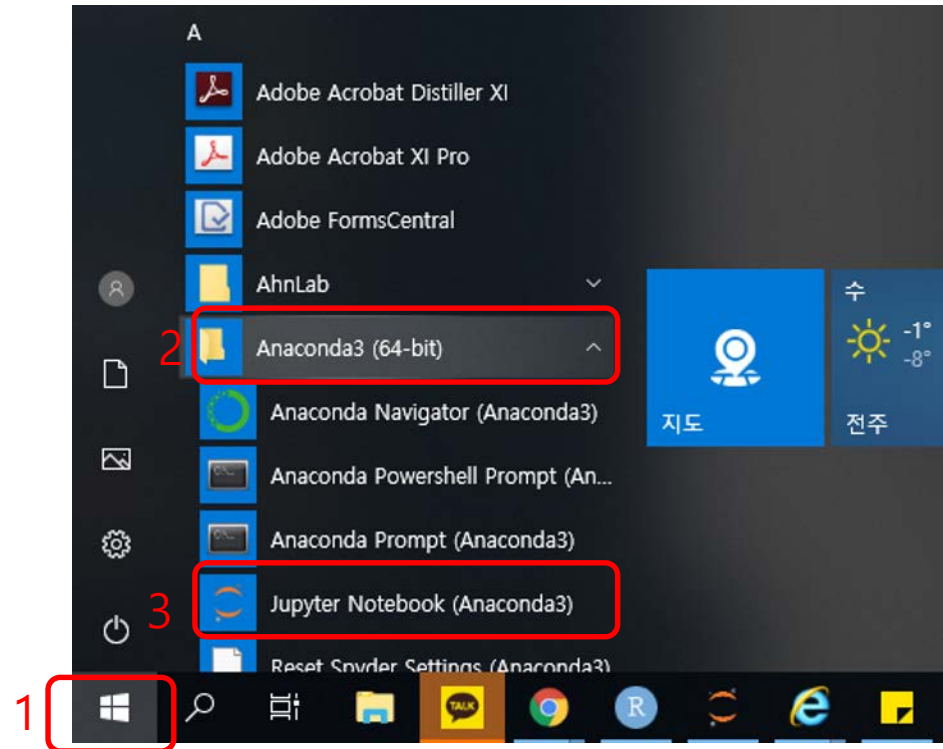 A
Adobe Acrobat Distiller XI
Adobe Acrobat XI Pro
Adobe FormsCentral
AhnLab
2
Anaconda3 (64-bit)
Anaconda Navigator (Anaconda3)
Anaconda Powershell Prompt (An...
Anaconda Prompt (Anaconda3)
3
Jupyter Notebook (Anaconda3)
Reset Spyder Settings (Anaconda3)
지도
수
-1°
-8°
전주
1
TALK
R